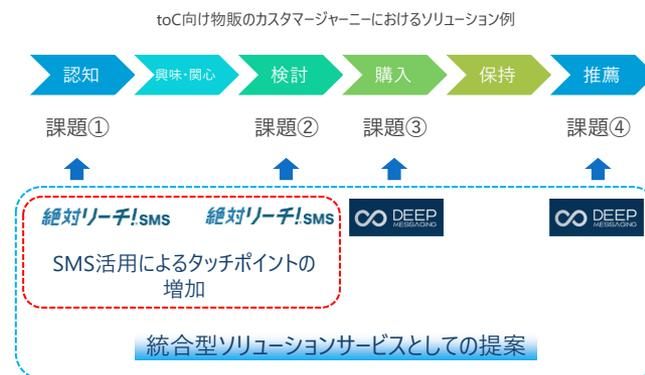 toC向け物販のカスタマージャーニーにおけるソリューション例
認知 興味・関心 検討 購入 保持 推薦
課題① 課題② 課題③ 課題④
絶対リーチ!SMS 絶対リーチ!SMS DEEP MESSAGING DEEP MESSAGING
SMS活用によるタッチポイントの
増加
統合型ソリューションサービスとしての提案